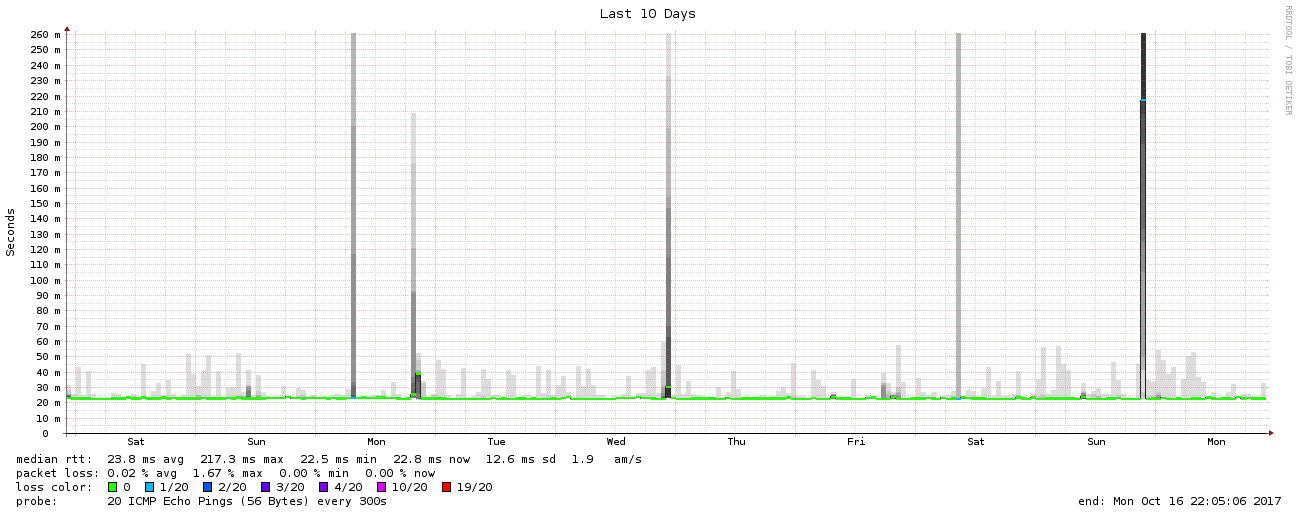 Last 10 Days
RRDTOOL / TOBI OETIKER
Seconds
260 m
250 m
240 m
230 m
220 m
210 m
200 m
190 m
180 m
170 m
160 m
150 m
140 m
130 m
120 m
110 m
100 m
90 m
80 m
70 m
60 m
50 m
40 m
30 m
20 m
10 m
0
Sat Sun Mon Tue Wed Thu Fri Sat Sun Mon
median rtt: 23.8 ms avg 217.3 ms max 22.5 ms min 22.8 ms now 12.6 ms sd 1.9 am/s
packet loss: 0.02 % avg 1.67 % max 0.00 % min 0.00 % now
loss color: 0 1/20 2/20 3/20 4/20 10/20 19/20
probe: 20 ICMP Echo Pings (56 Bytes) every 300s end: Mon Oct 16 22:05:06 2017